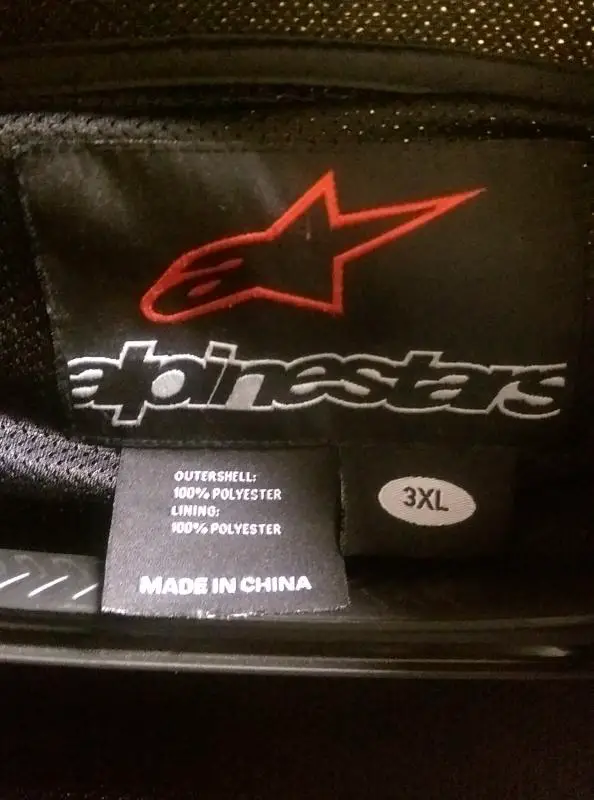 alpinestars
OUTERSHELL:
100% POLYESTER
LINING:
100% POLYESTER
MADE IN CHINA
3XL